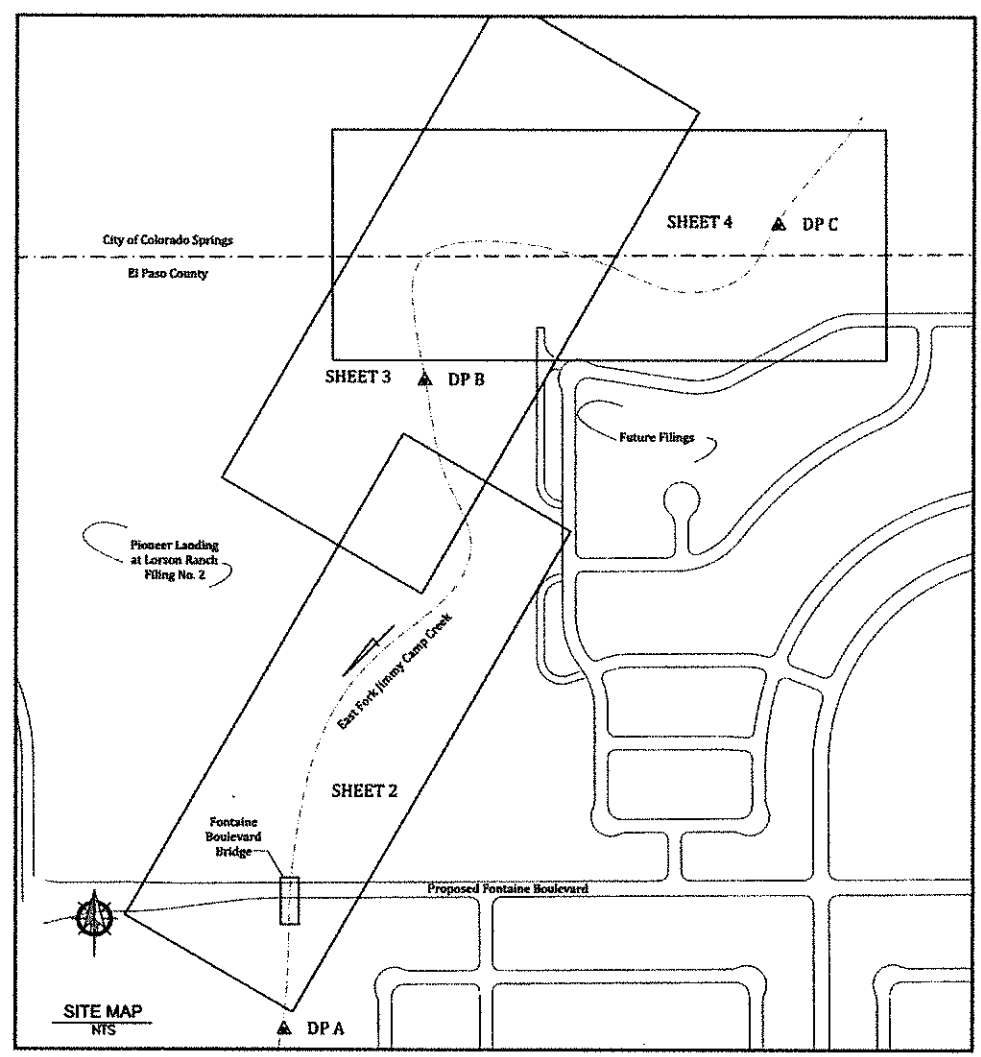 SHEET 4
DP C
City of Colorado Springs
El Paso County
SHEET 3
DP B
Future Filings
Pioneer Landing
at Lorson Ranch
Filing No. 2
East Fork Jimmy Camp Creek
SHEET 2
Fontaine
Boulevard
Bridge
Proposed Fontaine Boulevard
SITE MAP
NTS
DP A